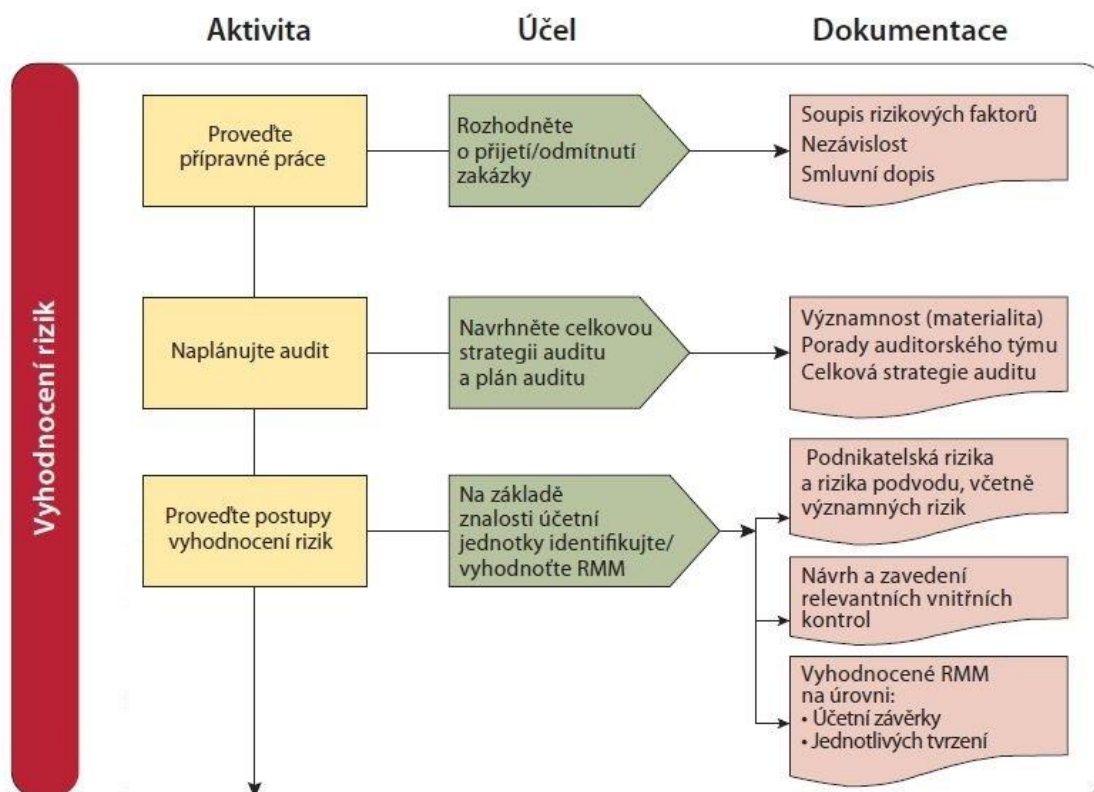 Aktivita
Účel
Dokumentace
Vyhodnocení rizik
Proveďte
přípravné práce
Rozhodněte
o přijetí/odmítnutí
zakázky
Soupis rizikových faktorů
Nezávislost
Smluvní dopis
Naplánujte audit
Navrhněte celkovou
strategii auditu
a plán auditu
Významnost (materialita)
Porady auditorského týmu
Celková strategie auditu
Proveďte postupy
vyhodnocení rizik
Na základě
znalosti účetní
jednotky identifikujte/
vyhodnoťte RMM
Podnikatelská rizika
a rizika podvodu, včetně
významných rizik
Návrh a zavedení
relevantních vnitřních
kontrol
Vyhodnocené RMM
na úrovni:
• Účetní závěrky
• Jednotlivých tvrzení